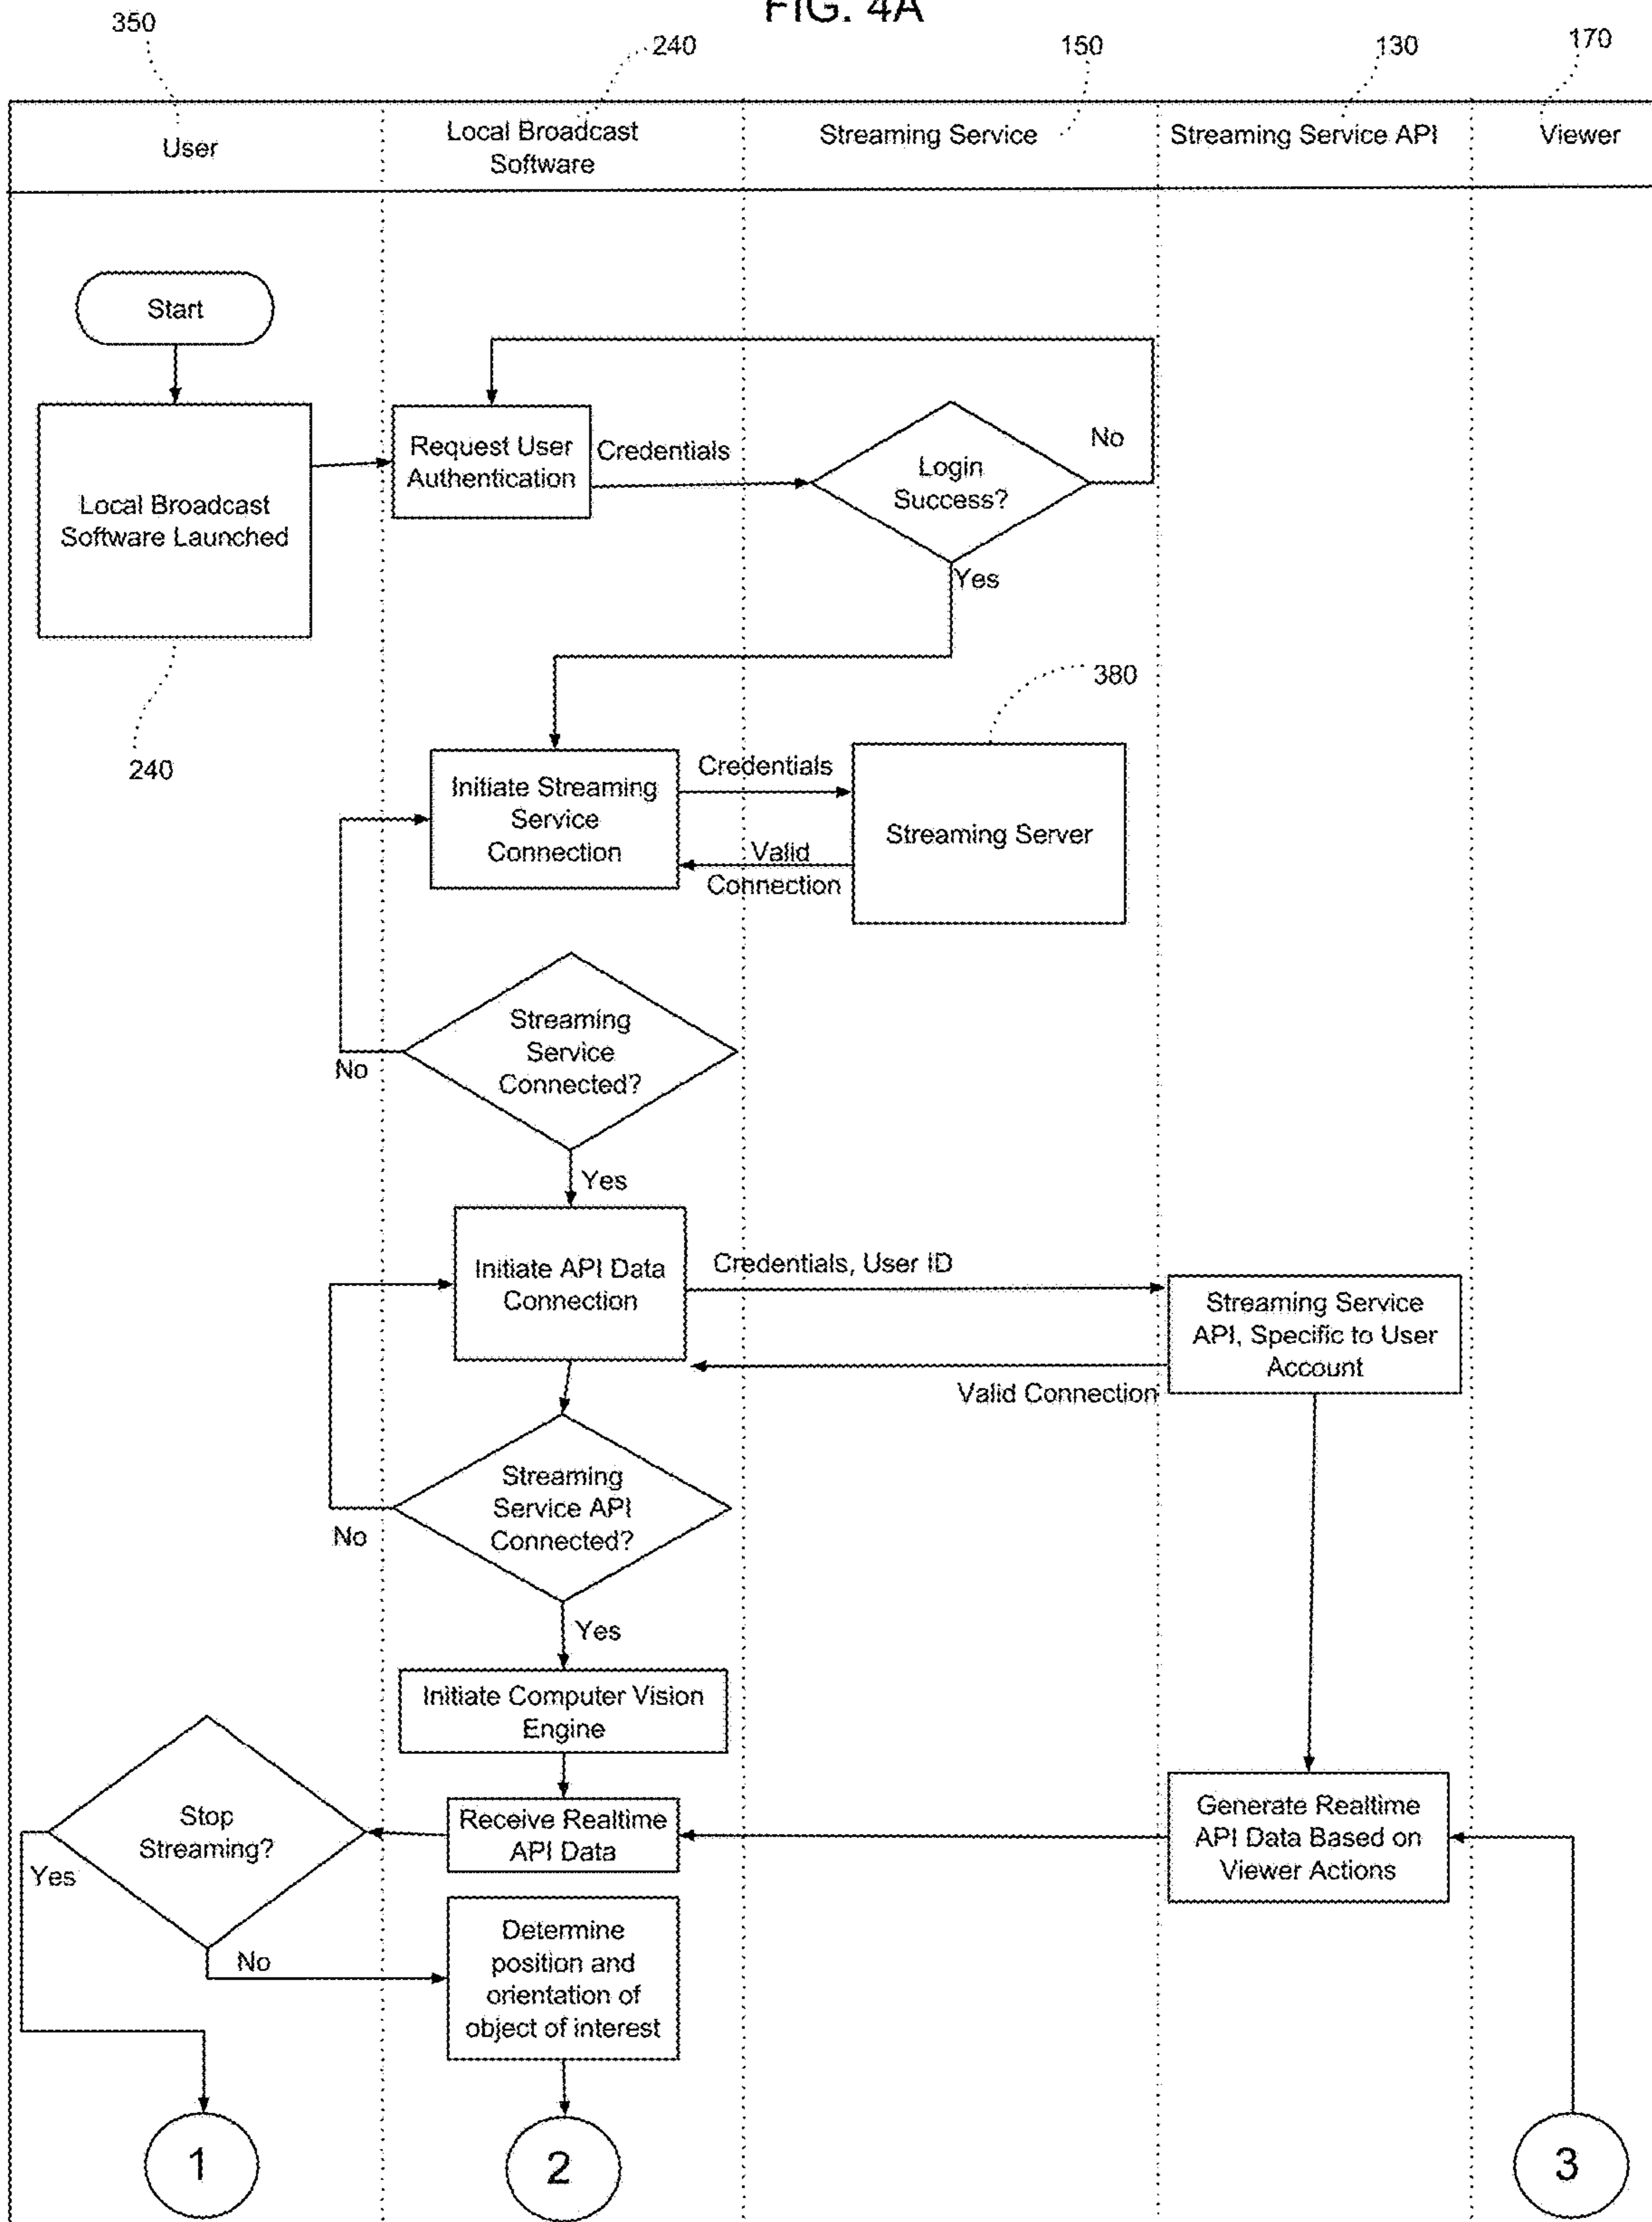 FIG. 4A
350
240
150
130
170
User
Local Broadcast
Software
Streaming Service
Streaming Service API
Viewer
Start
Local Broadcast
Software Launched
240
Request User
Authentication
Credentials
Login
Success?
No
Yes
380
Initiate Streaming
Service
Connection
Credentials
Valid
Connection
Streaming Server
Streaming
Service
Connected?
No
Yes
Initiate API Data
Connection
Credentials, User ID
Valid Connection
Streaming Service
API, Specific to User
Account
Streaming
Service API
Connected?
No
Yes
Initiate Computer Vision
Engine
Stop
Streaming?
Yes
No
Receive Realtime
API Data
Generate Realtime
API Data Based on
Viewer Actions
Determine
position and
orientation of
object of interest
1
2
3